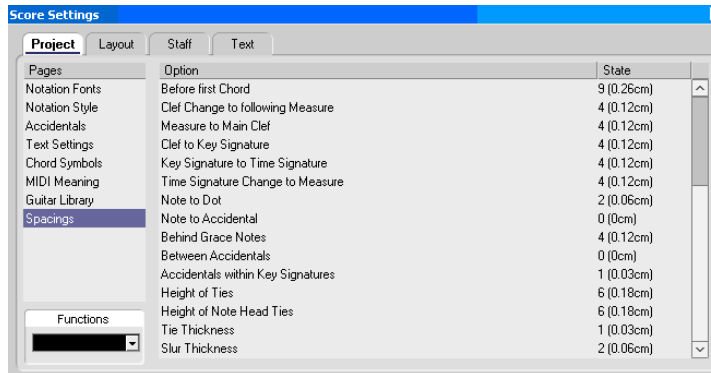 Score Settings
Project Layout Staff Text
Pages Option State
Notation Fonts Before first Chord 9 (0.26cm)
Notation Style Clef Change to following Measure 4 (0.12cm)
Accidentals Measure to Main Clef 4 (0.12cm)
Text Settings Clef to Key Signature 4 (0.12cm)
Chord Symbols Key Signature to Time Signature 4 (0.12cm)
MIDI Meaning Time Signature Change to Measure 4 (0.12cm)
Guitar Library Note to Dot 2 (0.06cm)
Spacings Note to Accidental 0 (0cm)
Behind Grace Notes 4 (0.12cm)
Between Accidentals 0 (0cm)
Accidentals within Key Signatures 1 (0.03cm)
Height of Ties 6 (0.18cm)
Functions Height of Note Head Ties 6 (0.18cm)
Tie Thickness 1 (0.03cm)
Slur Thickness 2 (0.06cm)